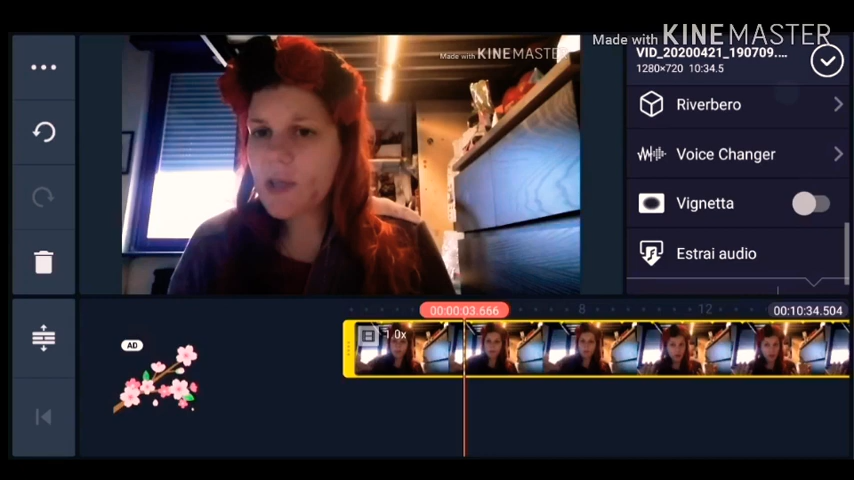 Made with KINEMASTER
Made with KINEMASTER
VID_20200421_190709....
1280×720 10:34.5
Riverbero
Voice Changer
Vignetta
Estrai audio
00:00:03.666
8
12
00:10:34.504
1.0x
AD